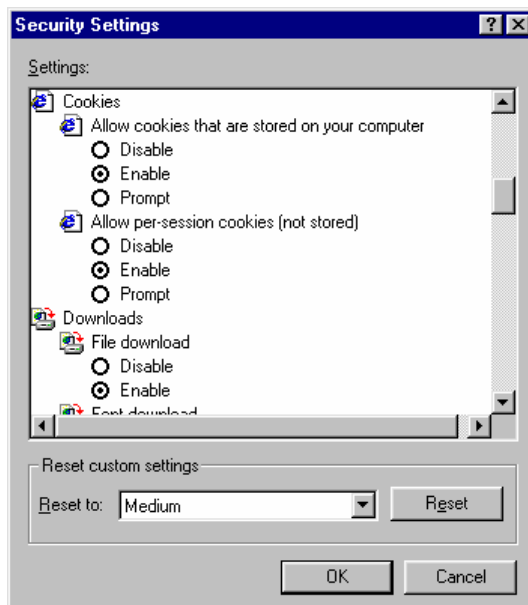 Security Settings
Settings:
Cookies
Allow cookies that are stored on your computer
Disable
Enable
Prompt
Allow per-session cookies (not stored)
Disable
Enable
Prompt
Downloads
File download
Disable
Enable
Font download
Reset custom settings
Reset to: Medium Reset
OK Cancel